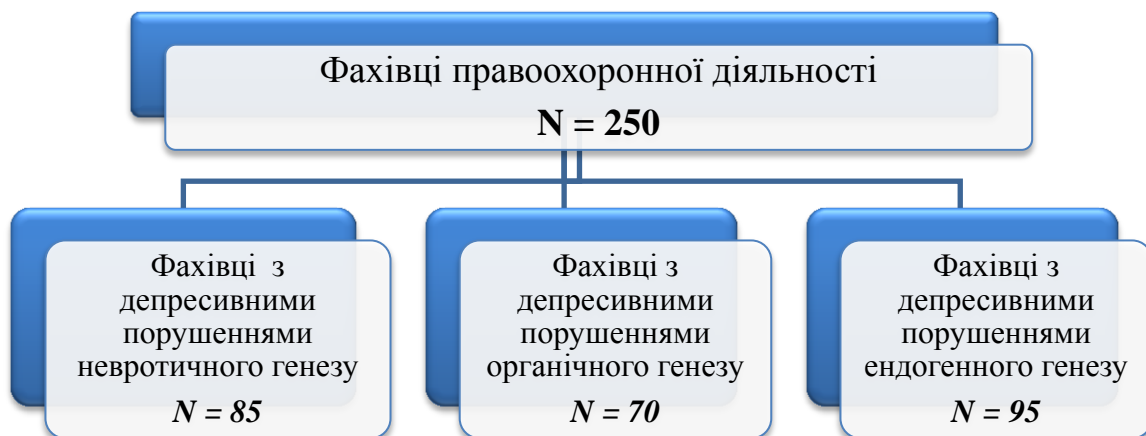 Фахівці правоохоронної діяльності
N = 250
Фахівці з
депресивними
порушеннями
невротичного генезу
N = 85
Фахівці з
депресивними
порушеннями
органічного генезу
N = 70
Фахівці з
депресивними
порушеннями
ендогенного генезу
N = 95